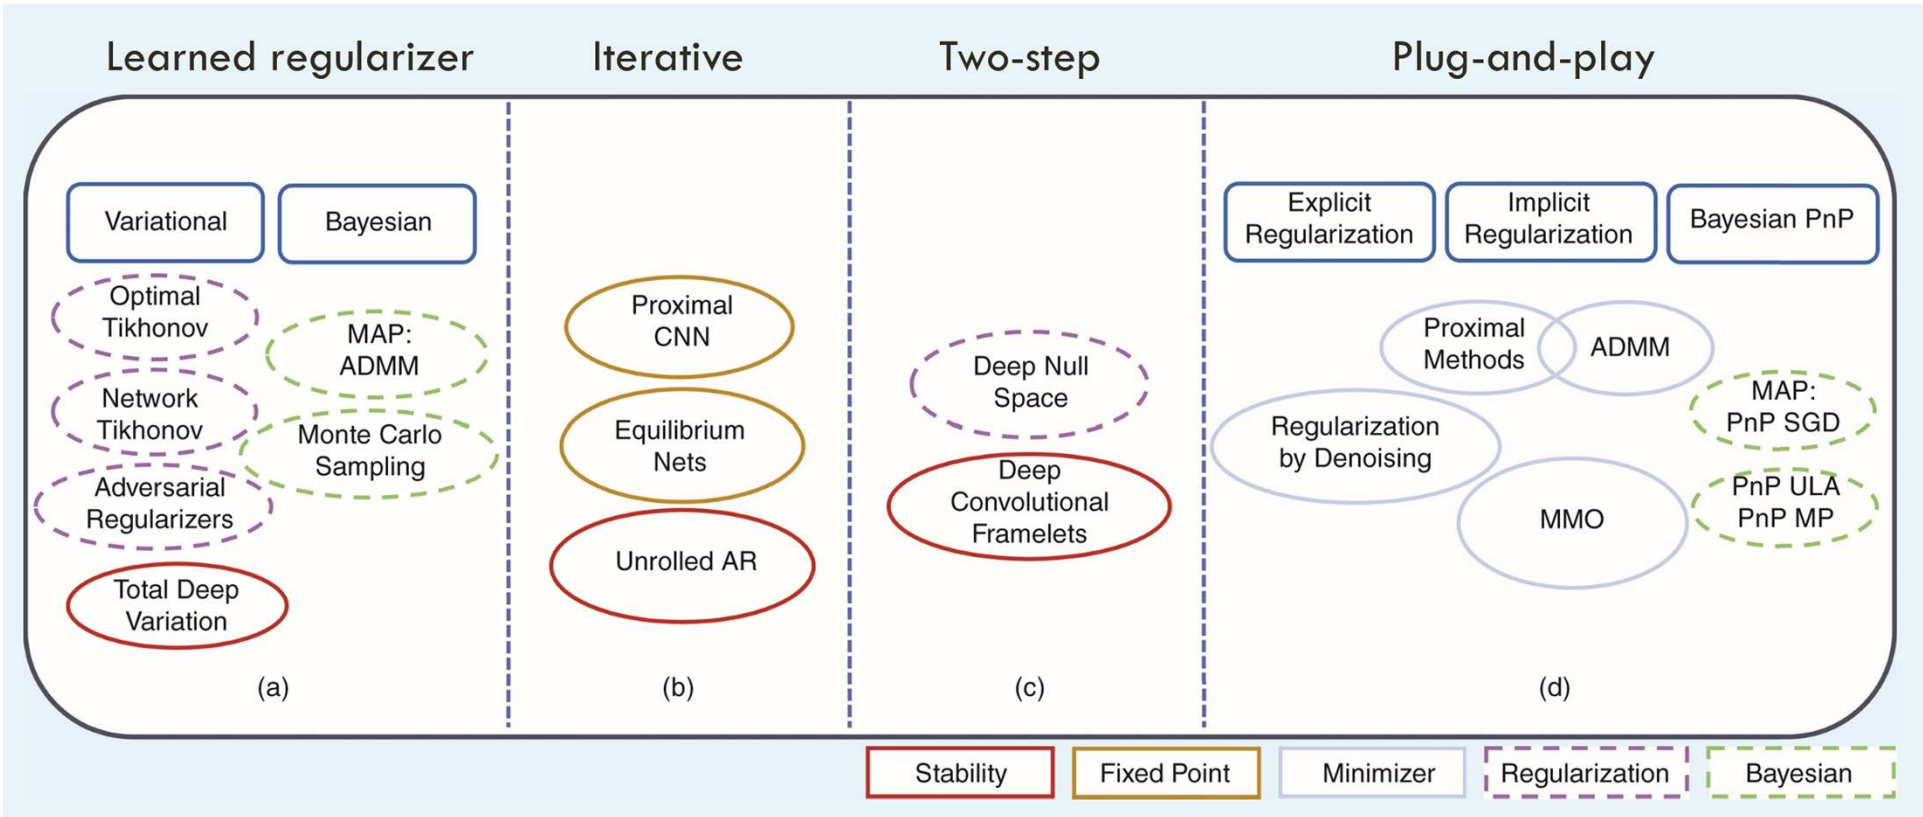 Learned regularizer
Iterative
Two-step
Plug-and-play
Variational
Bayesian
Optimal
Tikhonov
Network
Tikhonov
Adversarial
Regularizers
Total Deep
Variation
MAP:
ADMM
Monte Carlo
Sampling
(a)
Proximal
CNN
Equilibrium
Nets
Unrolled AR
(b)
Deep Null
Space
Deep
Convolutional
Framelets
(c)
Explicit
Regularization
Implicit
Regularization
Bayesian PnP
Proximal
Methods
ADMM
Regularization
by Denoising
MMO
MAP:
PnP SGD
PnP ULA
PnP MP
(d)
Stability
Fixed Point
Minimizer
Regularization
Bayesian